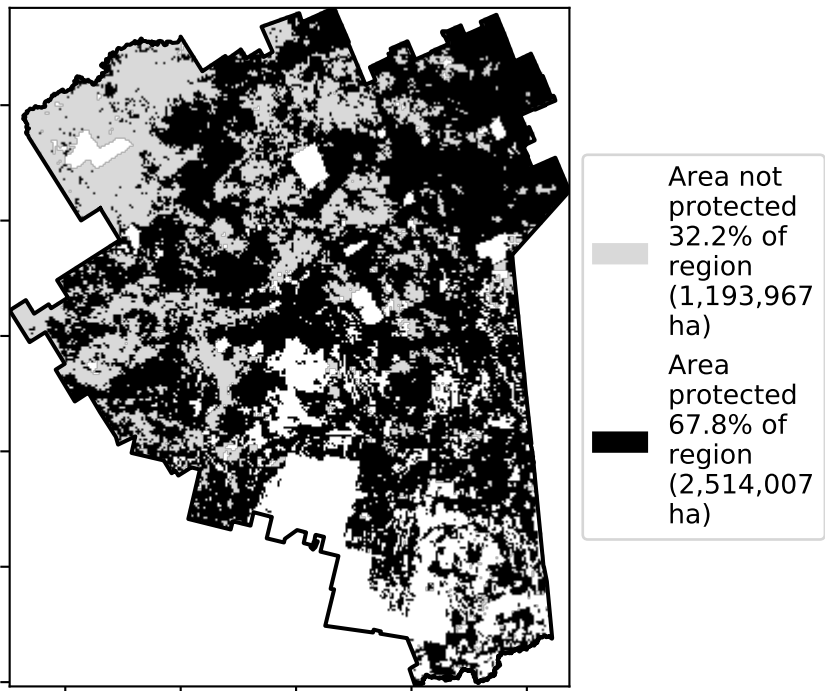 Area not
protected
32.2% of
region
(1,193,967
ha)
Area
protected
67.8% of
region
(2,514,007
ha)